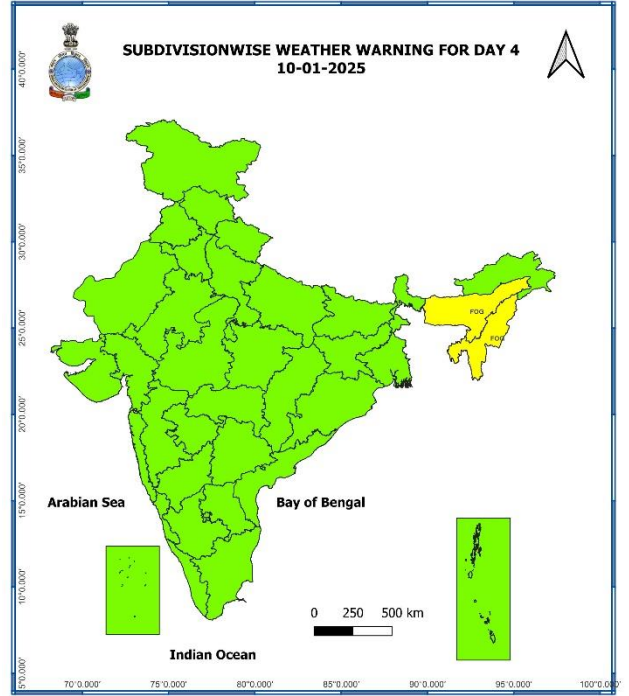 SUBDIVISIONWISE WEATHER WARNING FOR DAY 4
10-01-2025
40°0.000'
35°0.000'
30°0.000'
25°0.000'
20°0.000'
15°0.000'
10°0.000'
5°0.000'
FOG
FOG
Arabian Sea
Bay of Bengal
0 250 500 km
Indian Ocean
70°0.000' 75°0.000' 80°0.000' 85°0.000' 90°0.000' 95°0.000' 100°0.000'